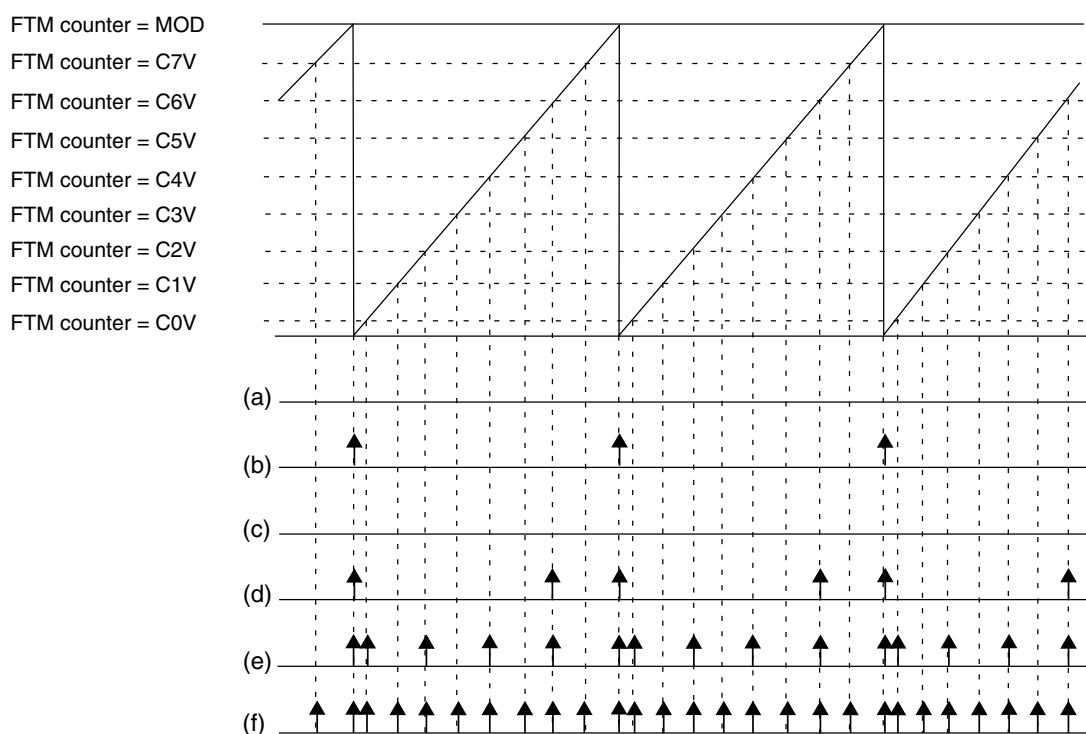 FTM counter = MOD
FTM counter = C7V
FTM counter = C6V
FTM counter = C5V
FTM counter = C4V
FTM counter = C3V
FTM counter = C2V
FTM counter = C1V
FTM counter = C0V
(a)
(b)
(c)
(d)
(e)
(f)